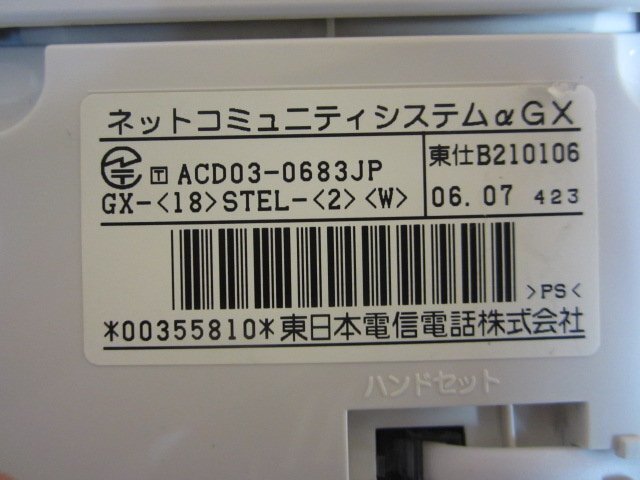 ネットコミュニティシステムαGX
T ACD03-0683JP
東仕B210106
GX-<18>STEL-<2><W>
06.07 423
>PS<
*00355810*東日本電信電話株式会社
ハンドセット